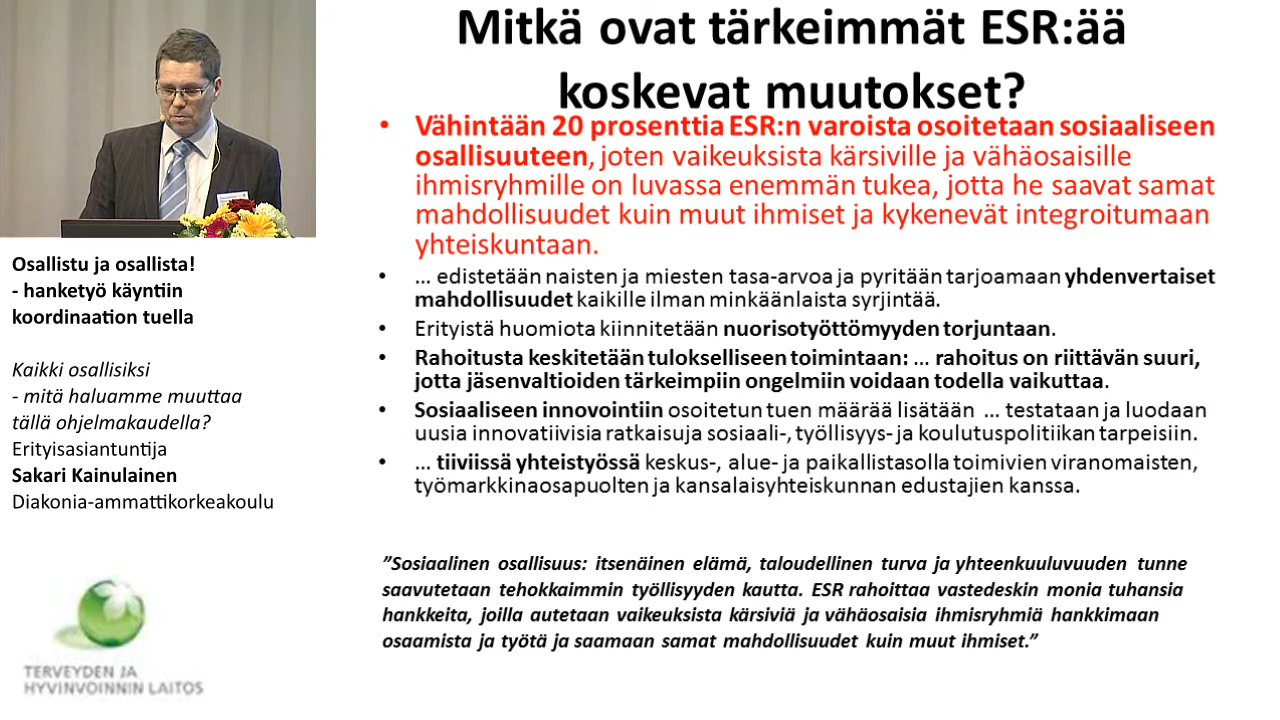 Mitkä ovat tärkeimmät ESR:ää
koskevat muutokset?
• Vähintään 20 prosenttia ESR:n varoista osoitetaan sosiaaliseen
osallisuuteen, joten vaikeuksista kärsiville ja vähäosaisille
ihmisryhmille on luvassa enemmän tukea, jotta he saavat samat
mahdollisuudet kuin muut ihmiset ja kykenevät integroitumaan
yhteiskuntaan.
• ... edistetään naisten ja miesten tasa-arvoa ja pyritään tarjoamaan yhdenvertaiset
mahdollisuudet kaikille ilman minkäänlaista syrjintää.
• Erityistä huomiota kiinnitetään nuorisotyöttömyyden torjuntaan.
• Rahoitusta keskitetään tulokselliseen toimintaan: ... rahoitus on riittävän suuri,
jotta jäsenvaltioiden tärkeimpiin ongelmiin voidaan todella vaikuttaa.
• Sosiaaliseen innovointiin osoitetun tuen määrää lisätään ... testataan ja luodaan
uusia innovatiivisia ratkaisuja sosiaali-, työllisyys- ja koulutuspolitiikan tarpeisiin.
• ... tiiviissä yhteistyössä keskus-, alue- ja paikallistasolla toimivien viranomaisten,
työmarkkinaosapuolten ja kansalaisyhteiskunnan edustajien kanssa.
”Sosiaalinen osallisuus: itsenäinen elämä, taloudellinen turva ja yhteenkuuluvuuden tunne
saavutetaan tehokkaimmin työllisyyden kautta. ESR rahoittaa vastedeskin monia tuhansia
hankkeita, joilla autetaan vaikeuksista kärsiviä ja vähäosaisia ihmisryhmiä hankkimaan
osaamista ja työtä ja saamaan samat mahdollisuudet kuin muut ihmiset.”
Osallistu ja osallista!
- hanketyö käyntiin
koordinaation tuella
Kaikki osallisiksi
- mitä haluamme muuttaa
tällä ohjelmakaudella?
Erityisasiantuntija
Sakari Kainulainen
Diakonia-ammattikorkeakoulu
TERVEYDEN JA
HYVINVOINNIN LAITOS